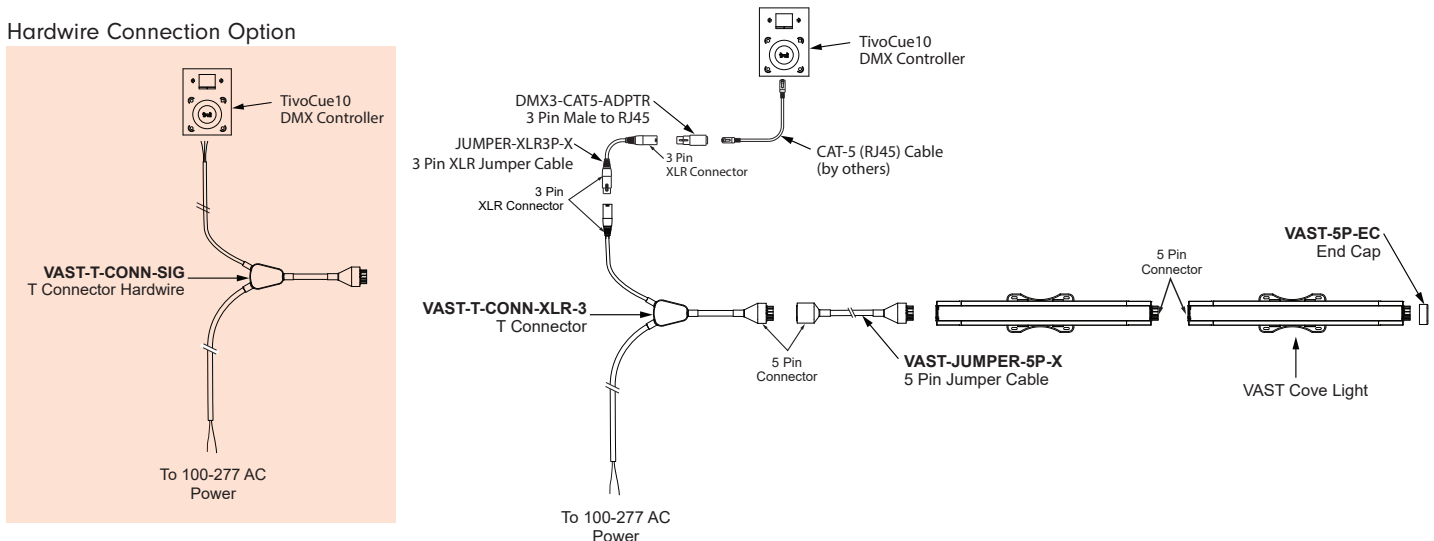 Hardwire Connection Option
TivoCue10
DMX Controller
VAST-T-CONN-SIG
T Connector Hardwire
To 100-277 AC
Power
TivoCue10
DMX Controller
DMX3-CAT5-ADPTR
3 Pin Male to RJ45
JUMPER-XLR3P-X
3 Pin XLR Jumper Cable
3 Pin
XLR Connector
CAT-5 (RJ45) Cable
(by others)
3 Pin
XLR Connector
VAST-T-CONN-XLR-3
T Connector
5 Pin
Connector
VAST-JUMPER-5P-X
5 Pin Jumper Cable
5 Pin
Connector
VAST-5P-EC
End Cap
VAST Cove Light
To 100-277 AC
Power